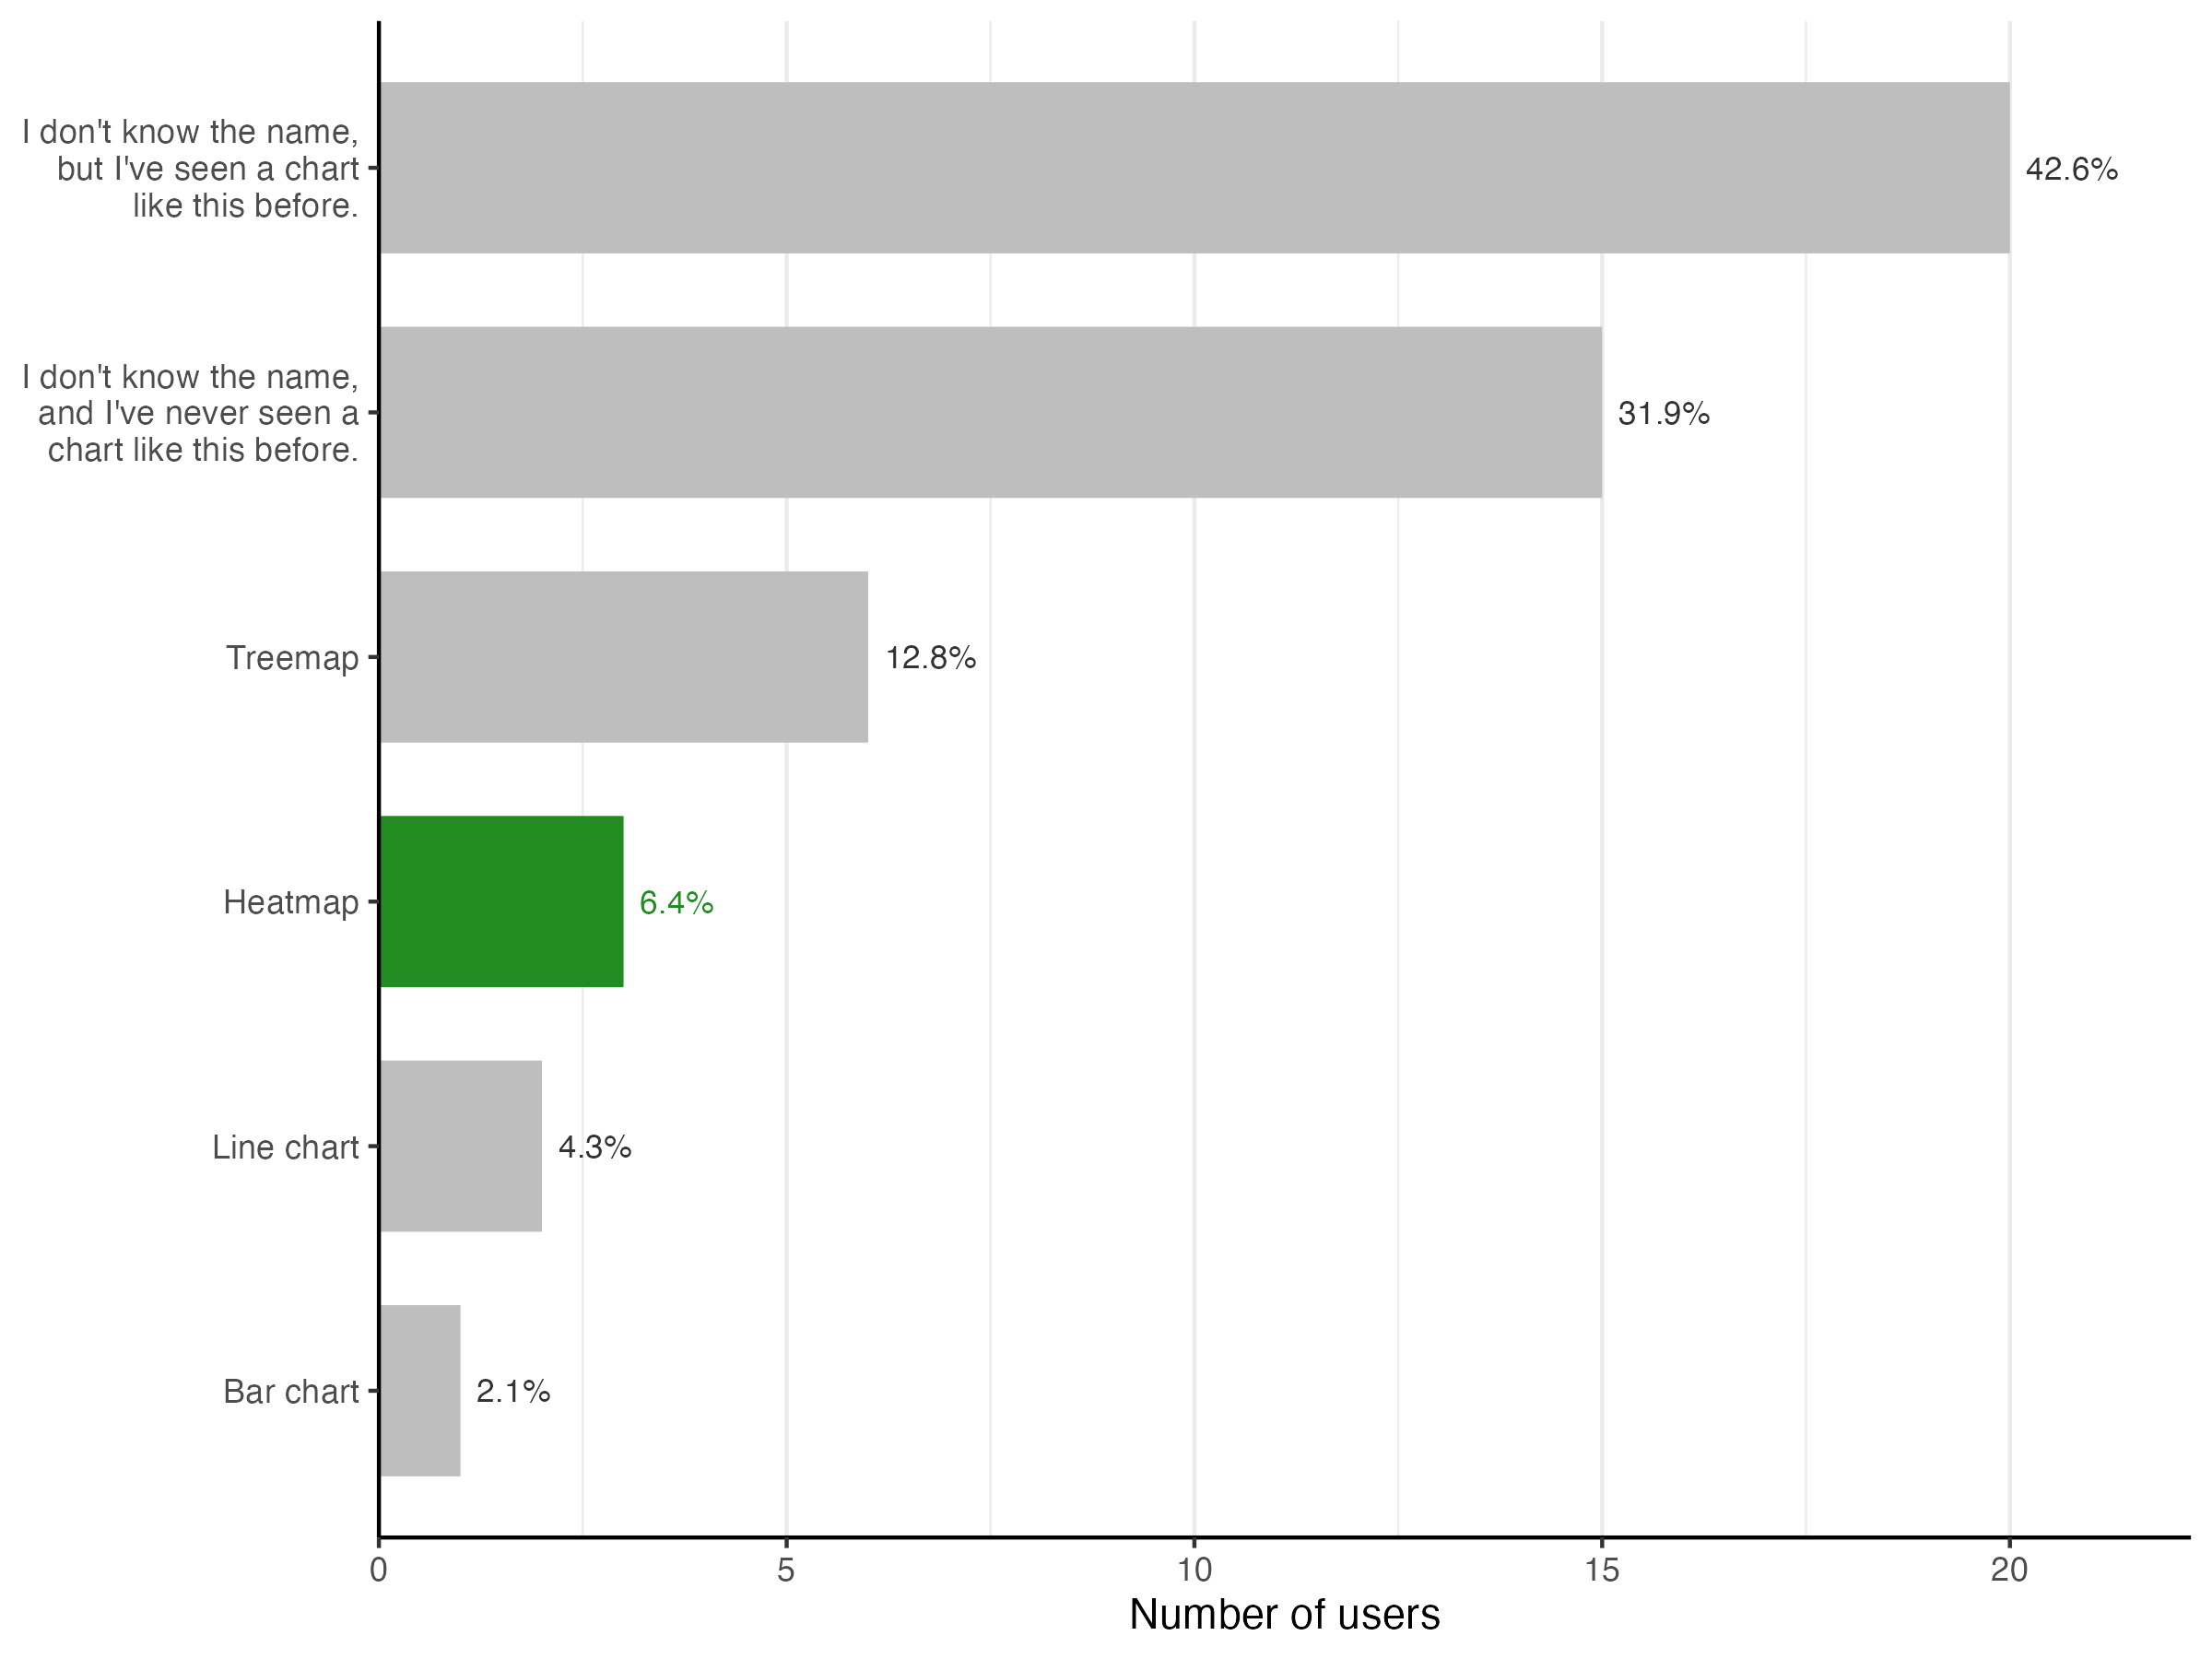 I don't know the name,
but I've seen a chart
like this before.
42.6%
I don't know the name,
and I've never seen a
chart like this before.
31.9%
Treemap
12.8%
Heatmap
6.4%
Line chart
4.3%
Bar chart
2.1%
0 5 10 15 20
Number of users